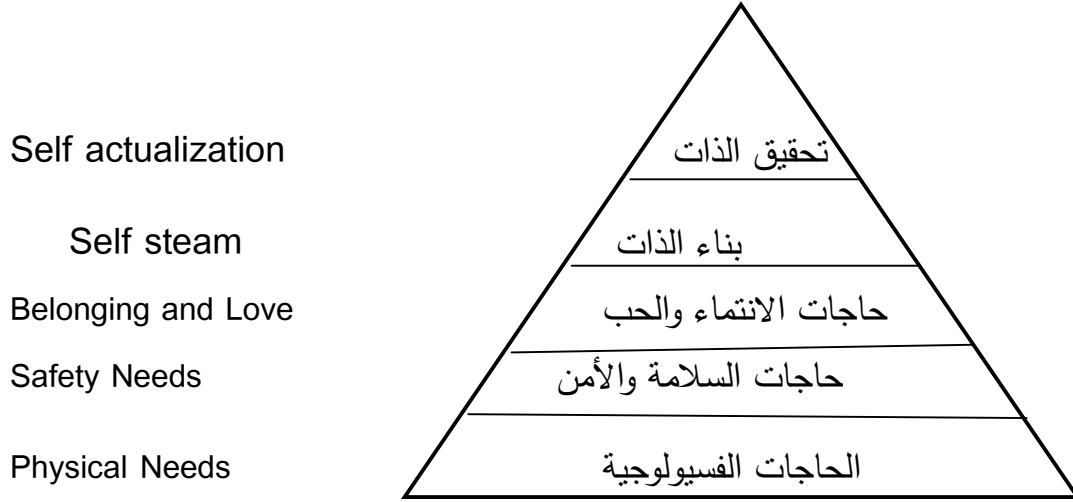 Self actualization تحقيق الذات
Self steam بناء الذات
Belonging and Love حاجات الانتماء والحب
Safety Needs حاجات السلامة والأمن
Physical Needs الحاجات الفسيولوجية